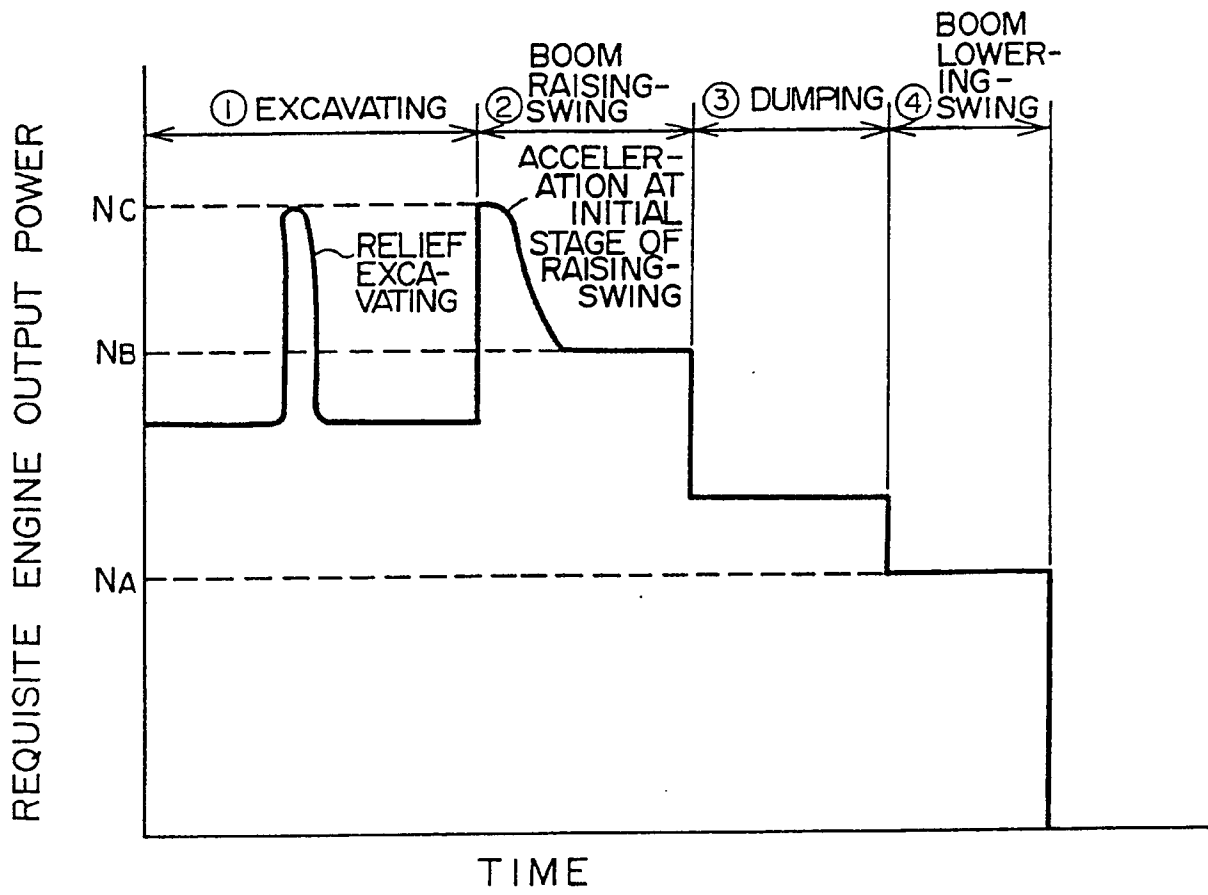 REQUISITE ENGINE OUTPUT POWER
① EXCAVATING
② BOOM
RAISING-
SWING
③ DUMPING
④ BOOM
LOWER-
ING-
SWING
ACCELER-
ATION AT
INITIAL
STAGE OF
RAISING-
SWING
RELIEF
EXCA-
VATING
NC
NB
NA
TIME